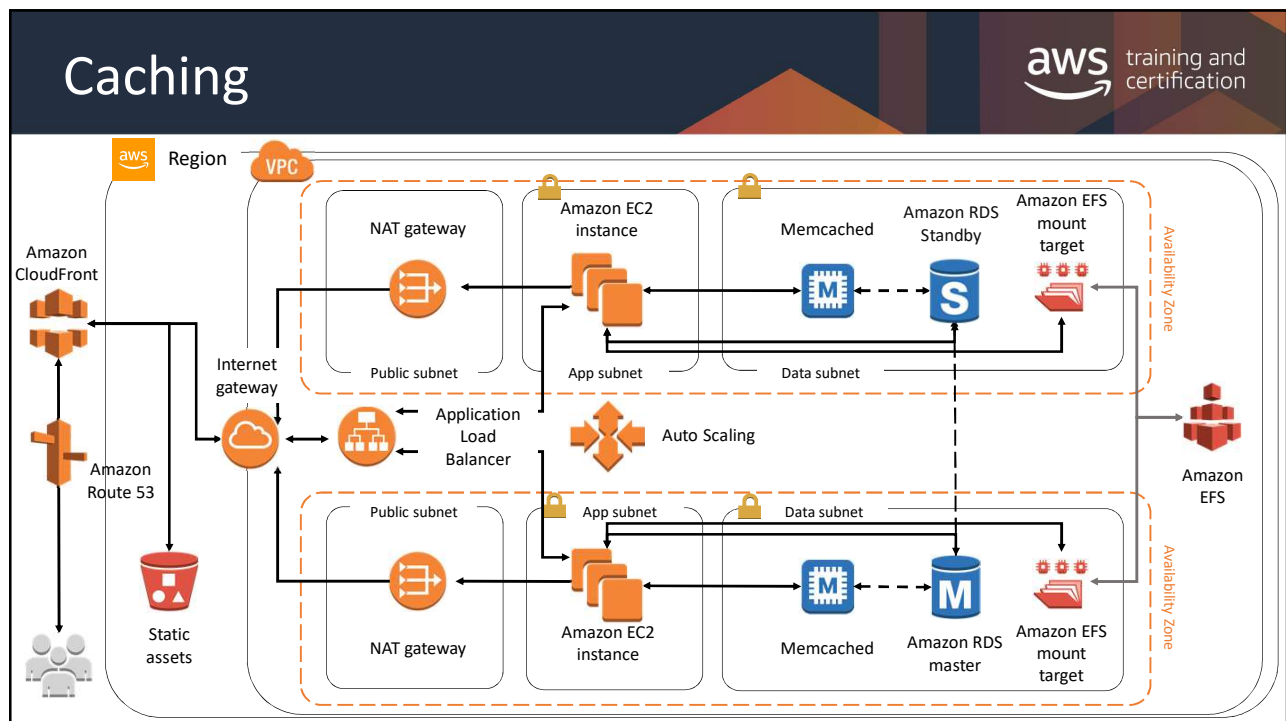 Caching
aws training and
certification
aws
Region
VPC
Amazon
CloudFront
Amazon
Route 53
Static
assets
Internet
gateway
NAT gateway
Public subnet
Amazon EC2
instance
App subnet
Memcached
M
Amazon RDS
Standby
S
Amazon EFS
mount
target
Data subnet
Availability Zone
Application
Load
Balancer
Auto Scaling
Amazon
EFS
Public subnet
NAT gateway
App subnet
Amazon EC2
instance
Data subnet
M
Memcached
M
Amazon RDS
master
Amazon EFS
mount
target
Availability Zone